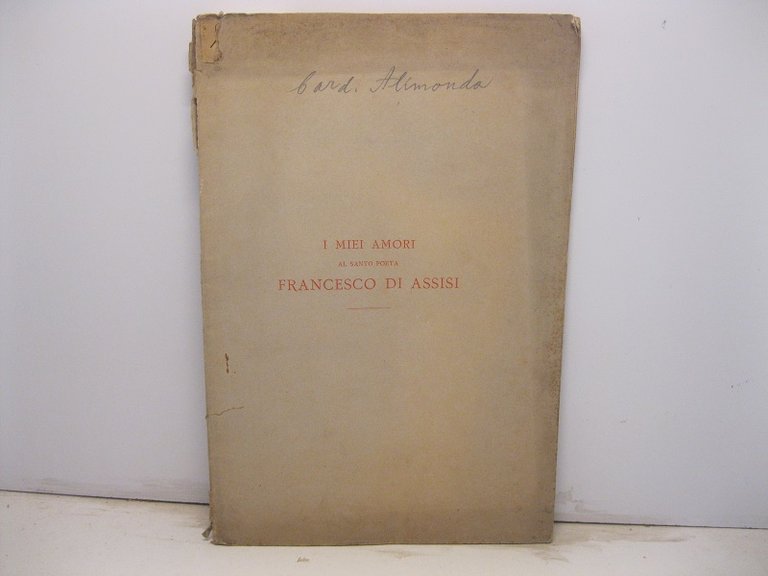 Card. Alimonda
I MIEI AMORI
AL SANTO POETA
FRANCESCO DI ASSISI